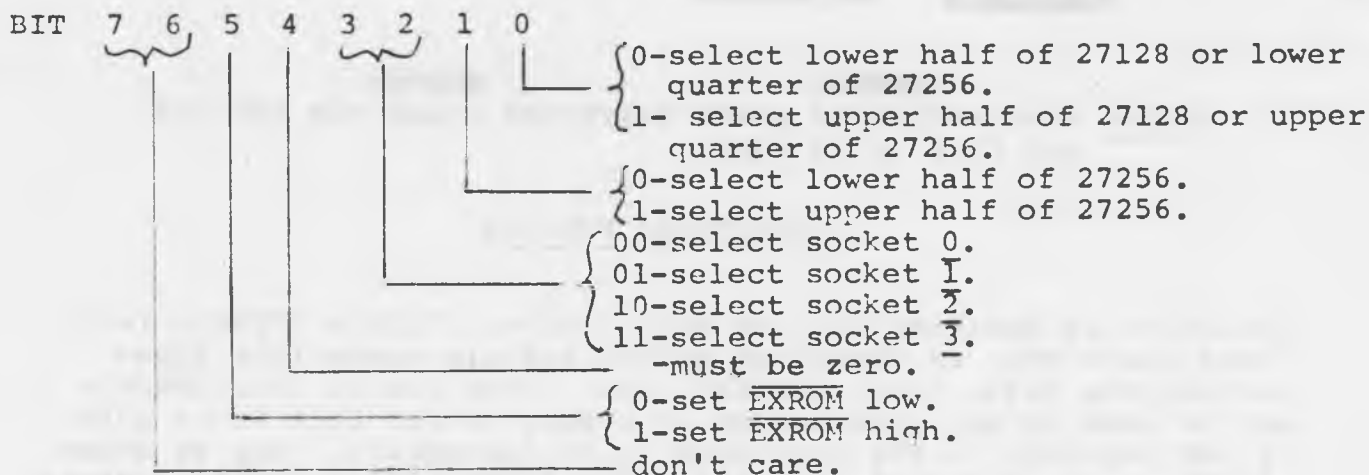 BIT 7 6 5 4 3 2 1 0
0-select lower half of 27128 or lower
quarter of 27256.
1- select upper half of 27128 or upper
quarter of 27256.
0-select lower half of 27256.
1-select upper half of 27256.
00-select socket 0.
01-select socket 1.
10-select socket 2.
11-select socket 3.
-must be zero.
0-set EXROM low.
1-set EXROM high.
don't care.